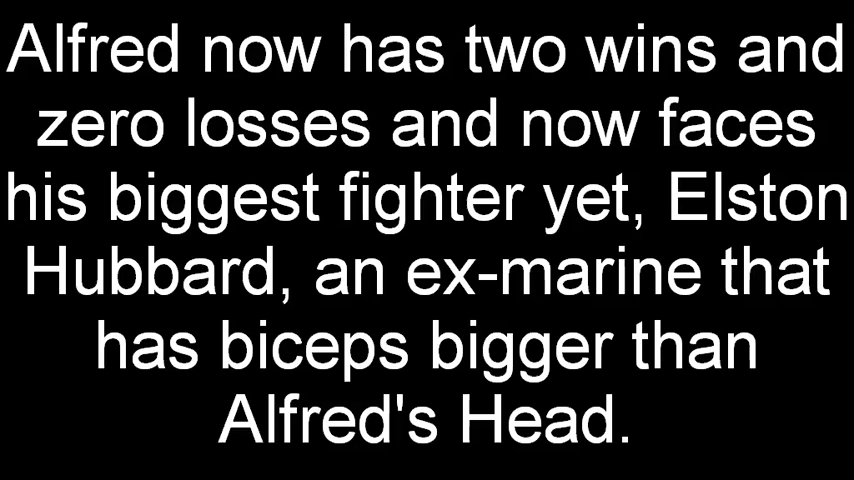 Alfred now has two wins and
zero losses and now faces
his biggest fighter yet, Elston
Hubbard, an ex-marine that
has biceps bigger than
Alfred's Head.